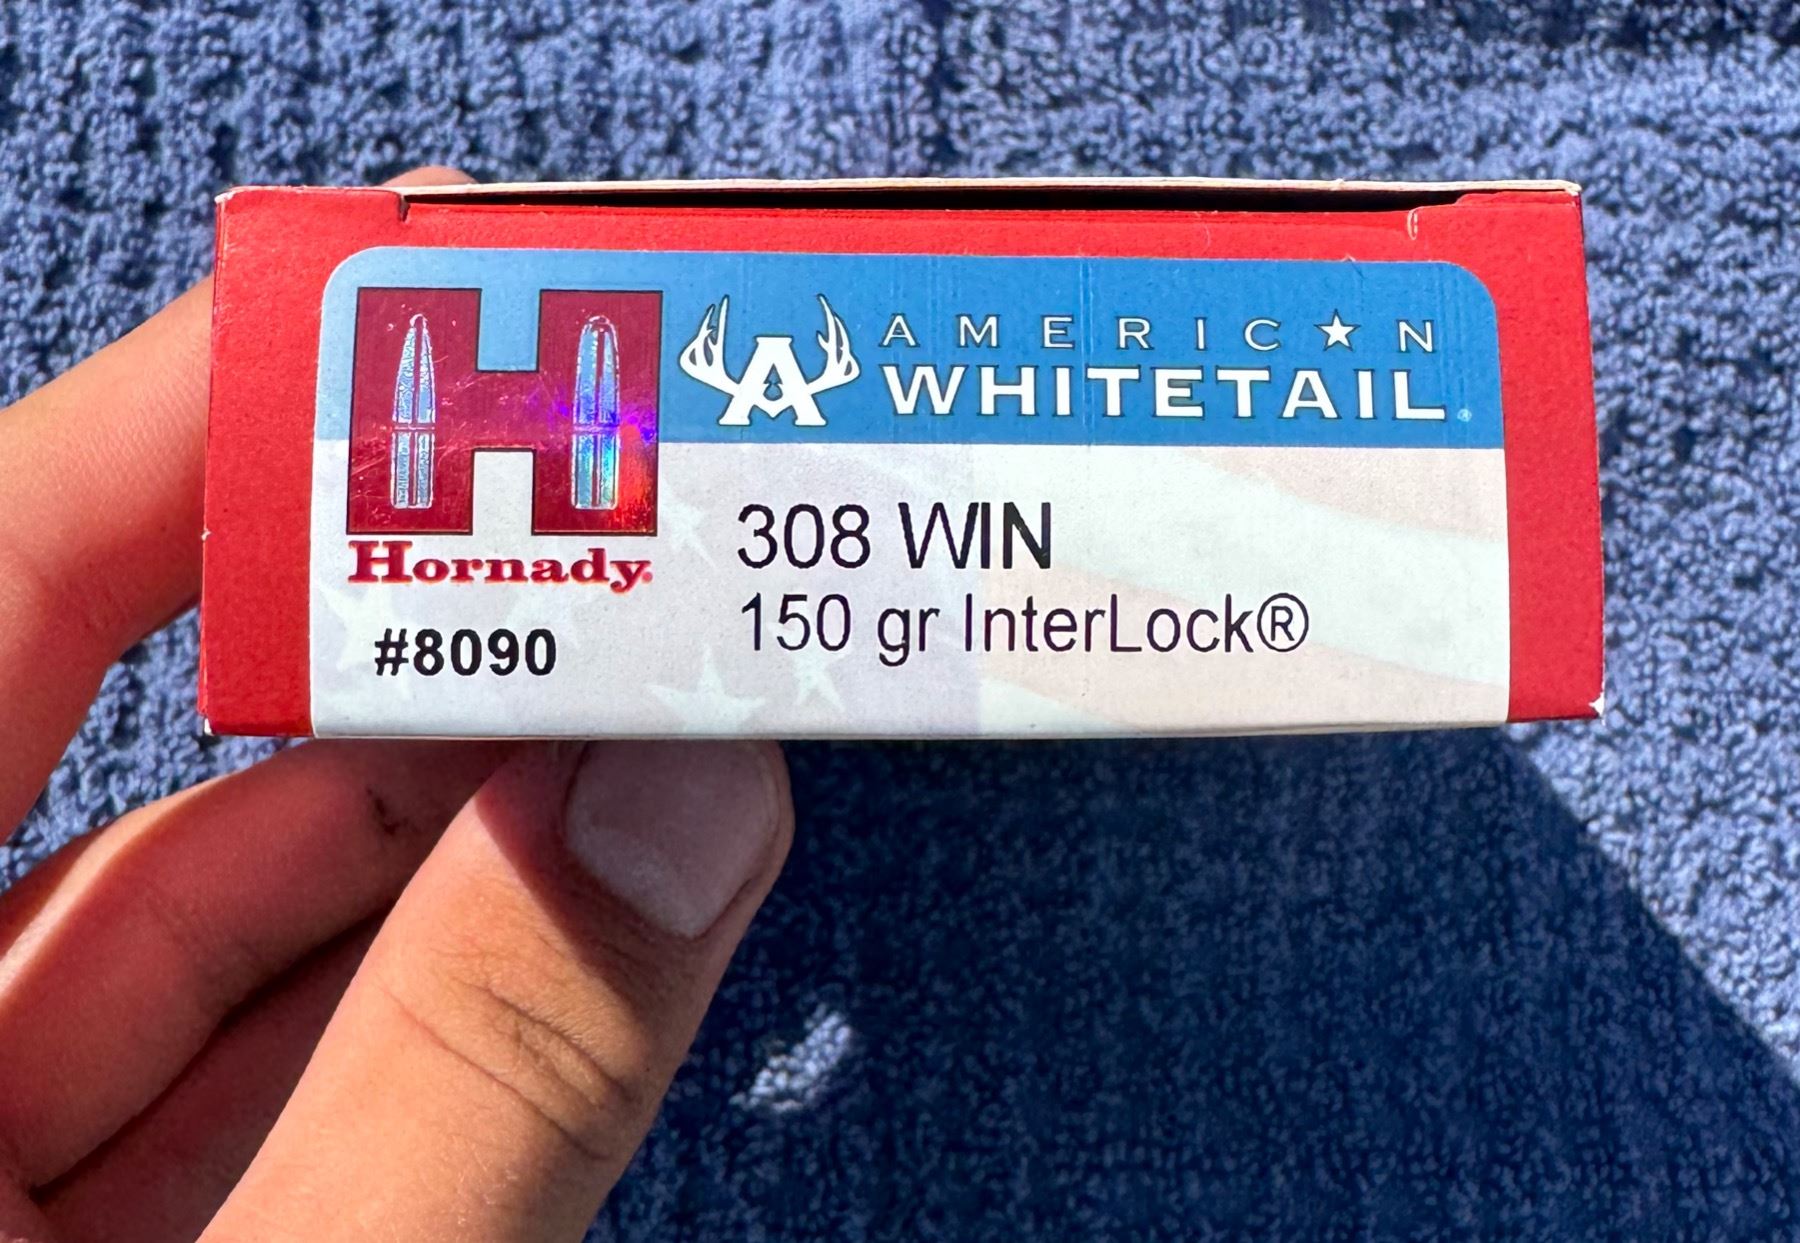 AMERIC★N
WHITETAIL®
Hornady®
308 WIN
150 gr InterLock®
#8090